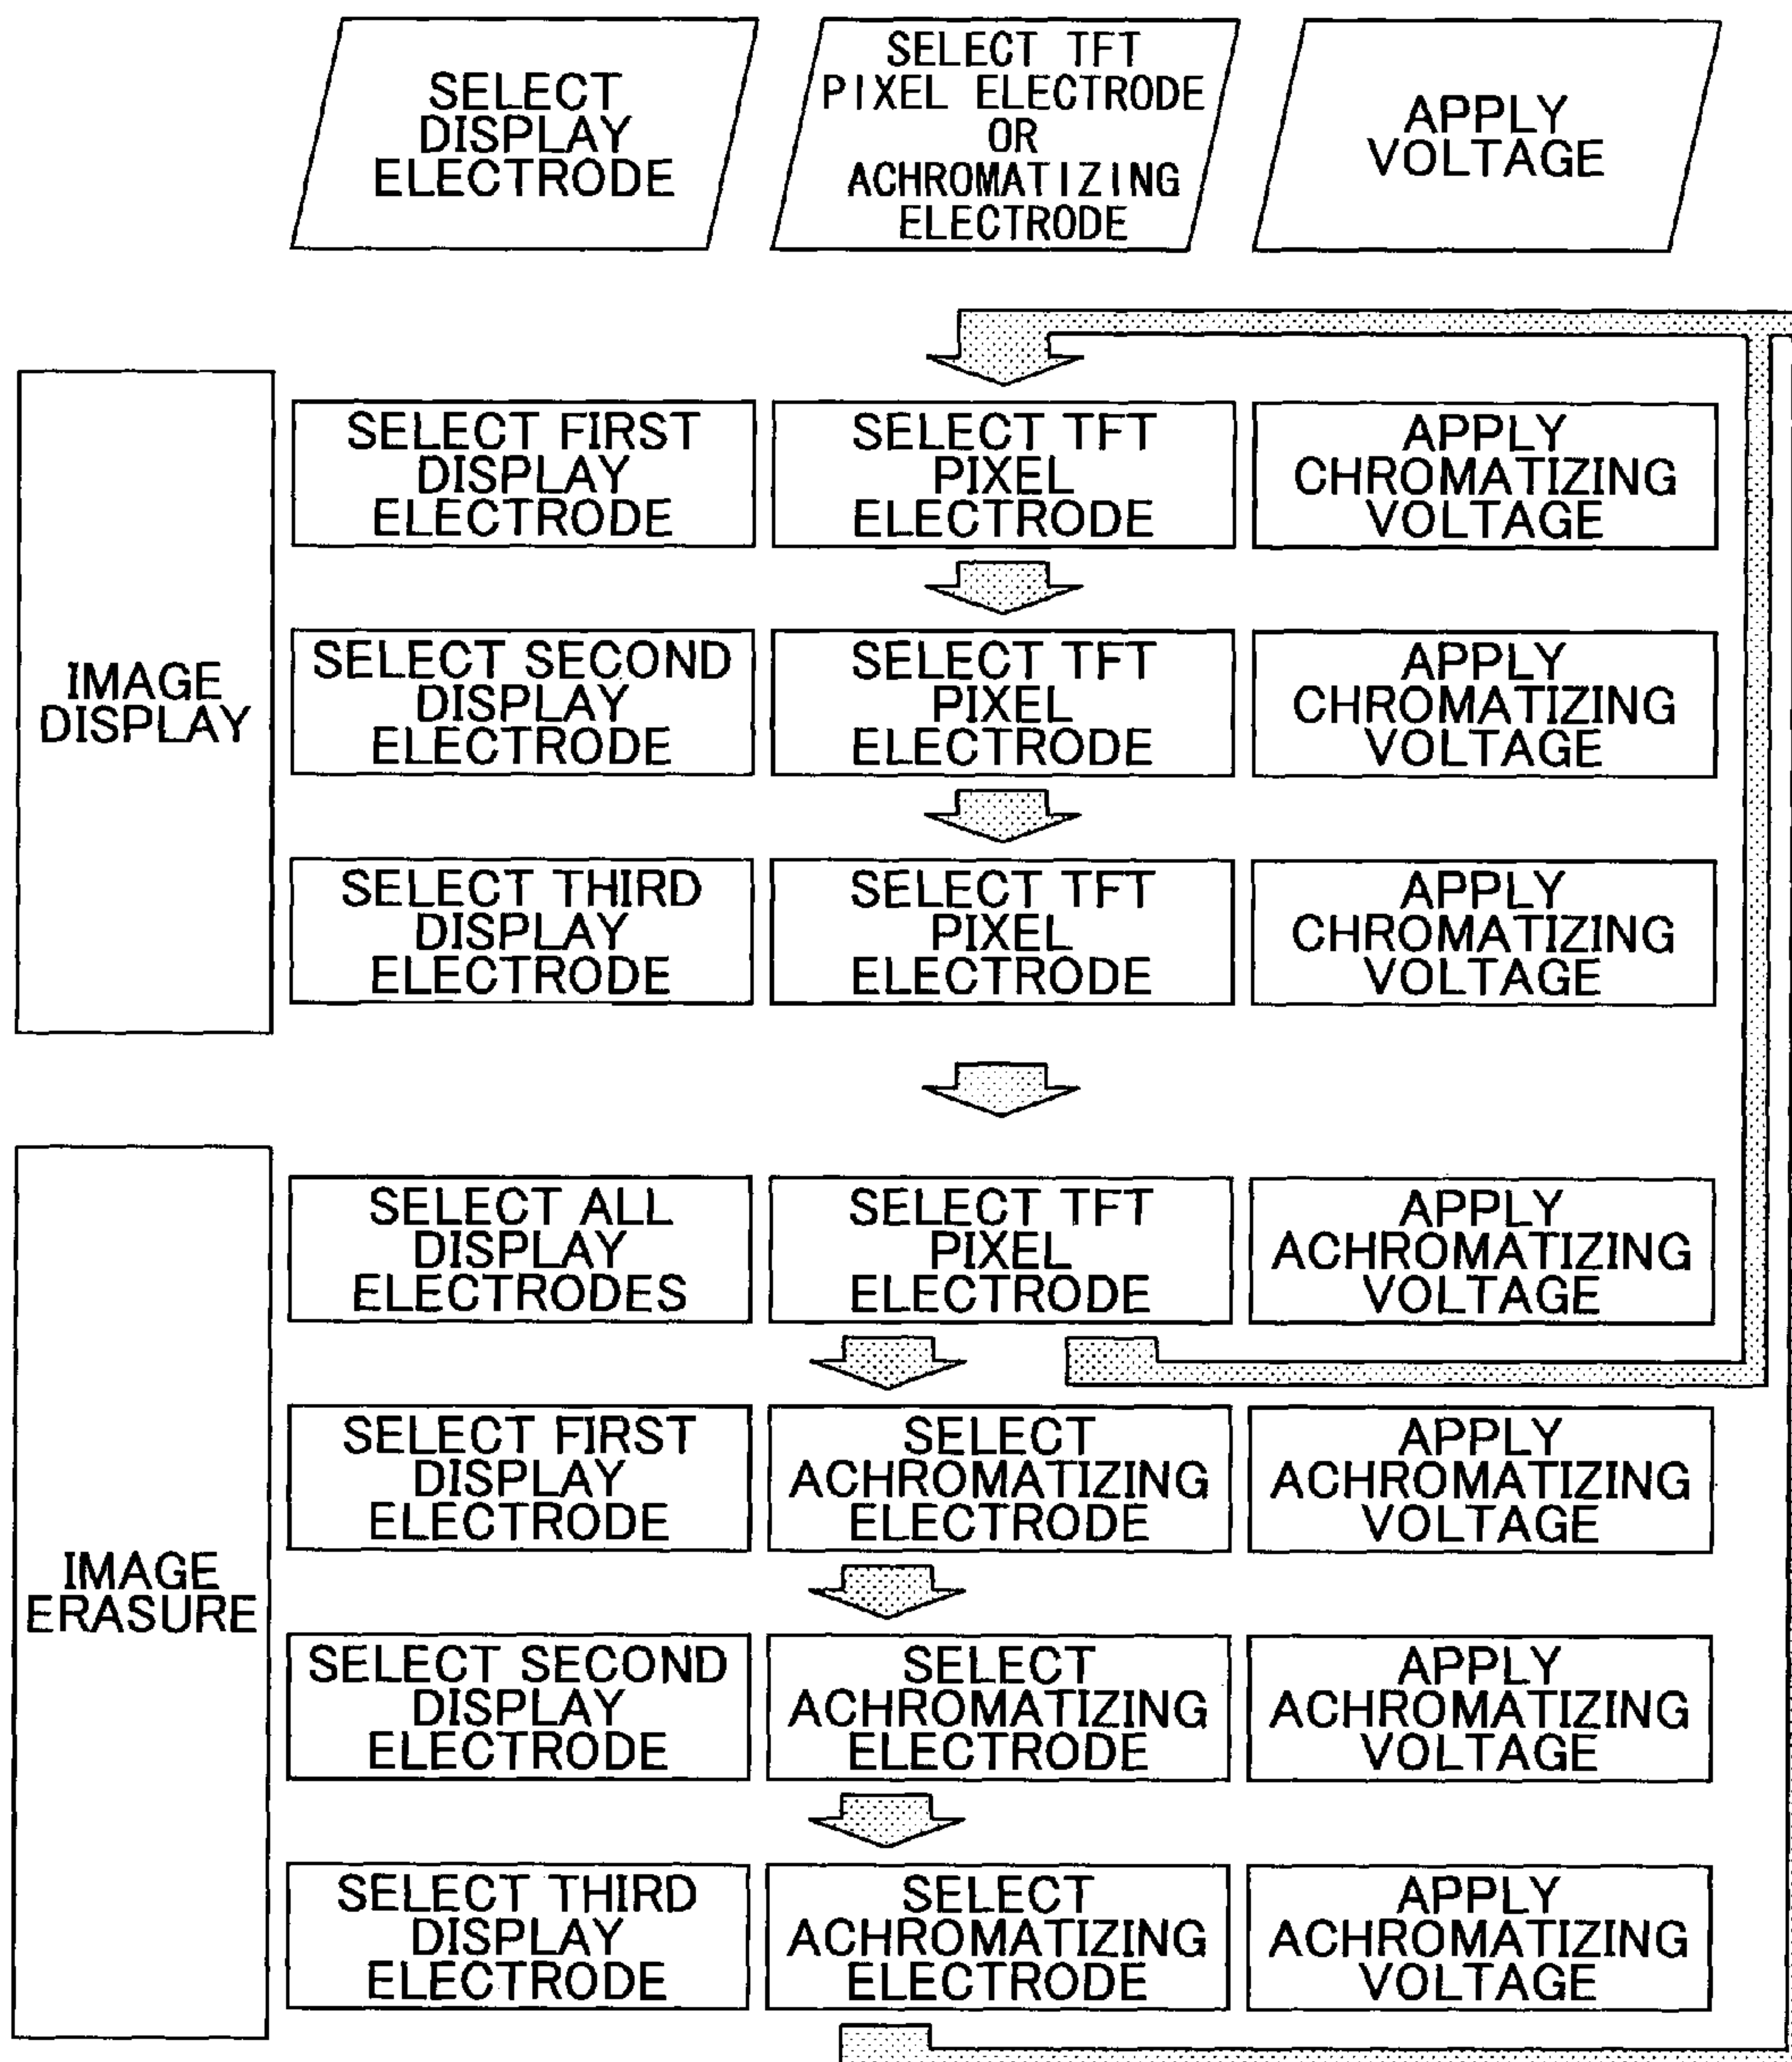 SELECT
DISPLAY
ELECTRODE
SELECT TFT
PIXEL ELECTRODE
OR
ACHROMATIZING
ELECTRODE
APPLY
VOLTAGE
IMAGE
DISPLAY
SELECT FIRST
DISPLAY
ELECTRODE
SELECT TFT
PIXEL
ELECTRODE
APPLY
CHROMATIZING
VOLTAGE
SELECT SECOND
DISPLAY
ELECTRODE
SELECT TFT
PIXEL
ELECTRODE
APPLY
CHROMATIZING
VOLTAGE
SELECT THIRD
DISPLAY
ELECTRODE
SELECT TFT
PIXEL
ELECTRODE
APPLY
CHROMATIZING
VOLTAGE
IMAGE
ERASURE
SELECT ALL
DISPLAY
ELECTRODES
SELECT TFT
PIXEL
ELECTRODE
APPLY
ACHROMATIZING
VOLTAGE
SELECT FIRST
DISPLAY
ELECTRODE
SELECT
ACHROMATIZING
ELECTRODE
APPLY
ACHROMATIZING
VOLTAGE
SELECT SECOND
DISPLAY
ELECTRODE
SELECT
ACHROMATIZING
ELECTRODE
APPLY
ACHROMATIZING
VOLTAGE
SELECT THIRD
DISPLAY
ELECTRODE
SELECT
ACHROMATIZING
ELECTRODE
APPLY
ACHROMATIZING
VOLTAGE